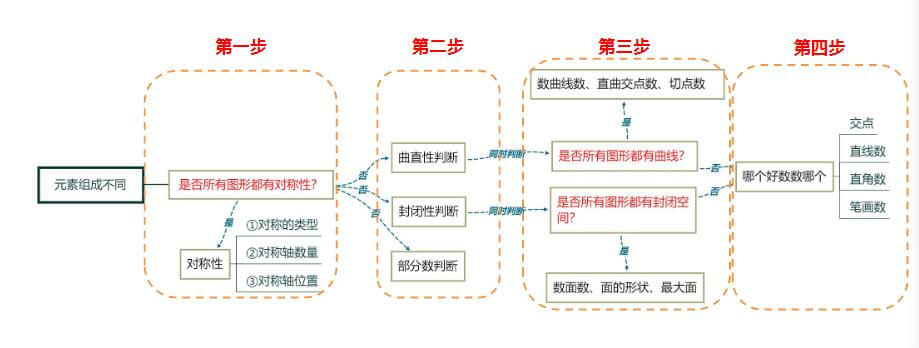 第一步
第二步
第三步
第四步
元素组成不同
是否所有图形都有对称性？
是
对称性
①对称的类型
②对称轴数量
③对称轴位置
否
否
否
曲直性判断
封闭性判断
部分数判断
同时判断
同时判断
数曲线数、直曲交点数、切点数
是
是否所有图形都有曲线？
是否所有图形都有封闭空
间？
是
数面数、面的形状、最大面
否
否
哪个好数数哪个
交点
直线数
直角数
笔画数